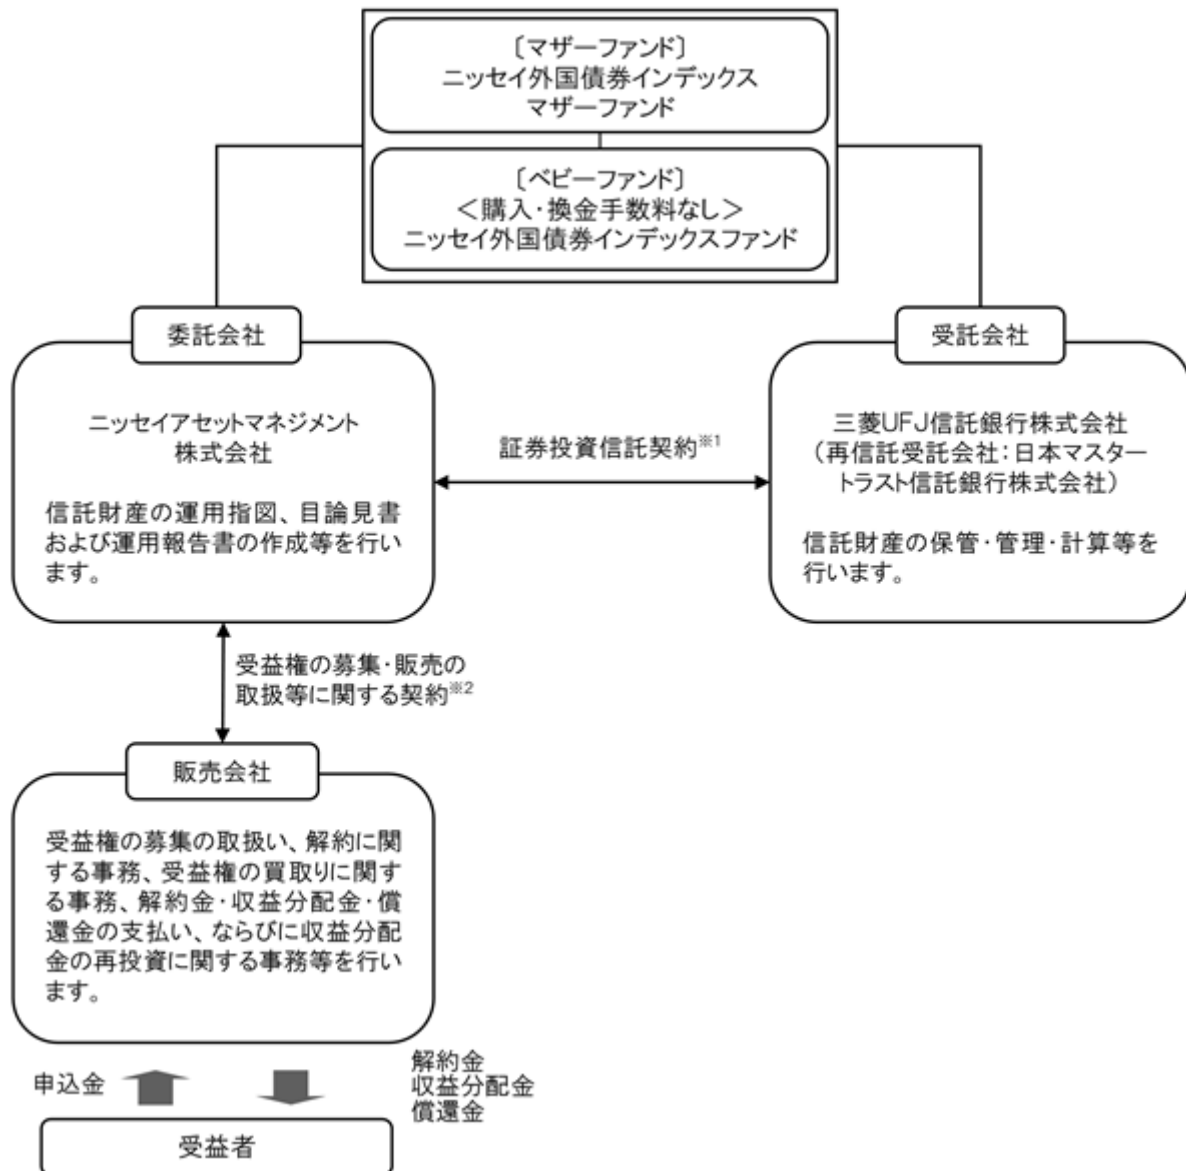 〔マザーファンド〕
ニッセイ外国債券インデックス
マザーファンド
〔ベビーファンド〕
＜購入・換金手数料なし＞
ニッセイ外国債券インデックスファンド
委託会社
ニッセイアセットマネジメント
株式会社
信託財産の運用指図、目論見書
および運用報告書の作成等を行い
ます。
証券投資信託契約※1
受託会社
三菱UFJ信託銀行株式会社
（再信託受託会社：日本マスター
トラスト信託銀行株式会社）
信託財産の保管・管理・計算等を
行います。
受益権の募集・販売の
取扱等に関する契約※2
販売会社
受益権の募集の取扱い、解約に関
する事務、受益権の買取りに関す
る事務、解約金・収益分配金・償
還金の支払い、ならびに収益分配
金の再投資に関する事務等を行い
ます。
申込金
解約金
収益分配金
償還金
受益者